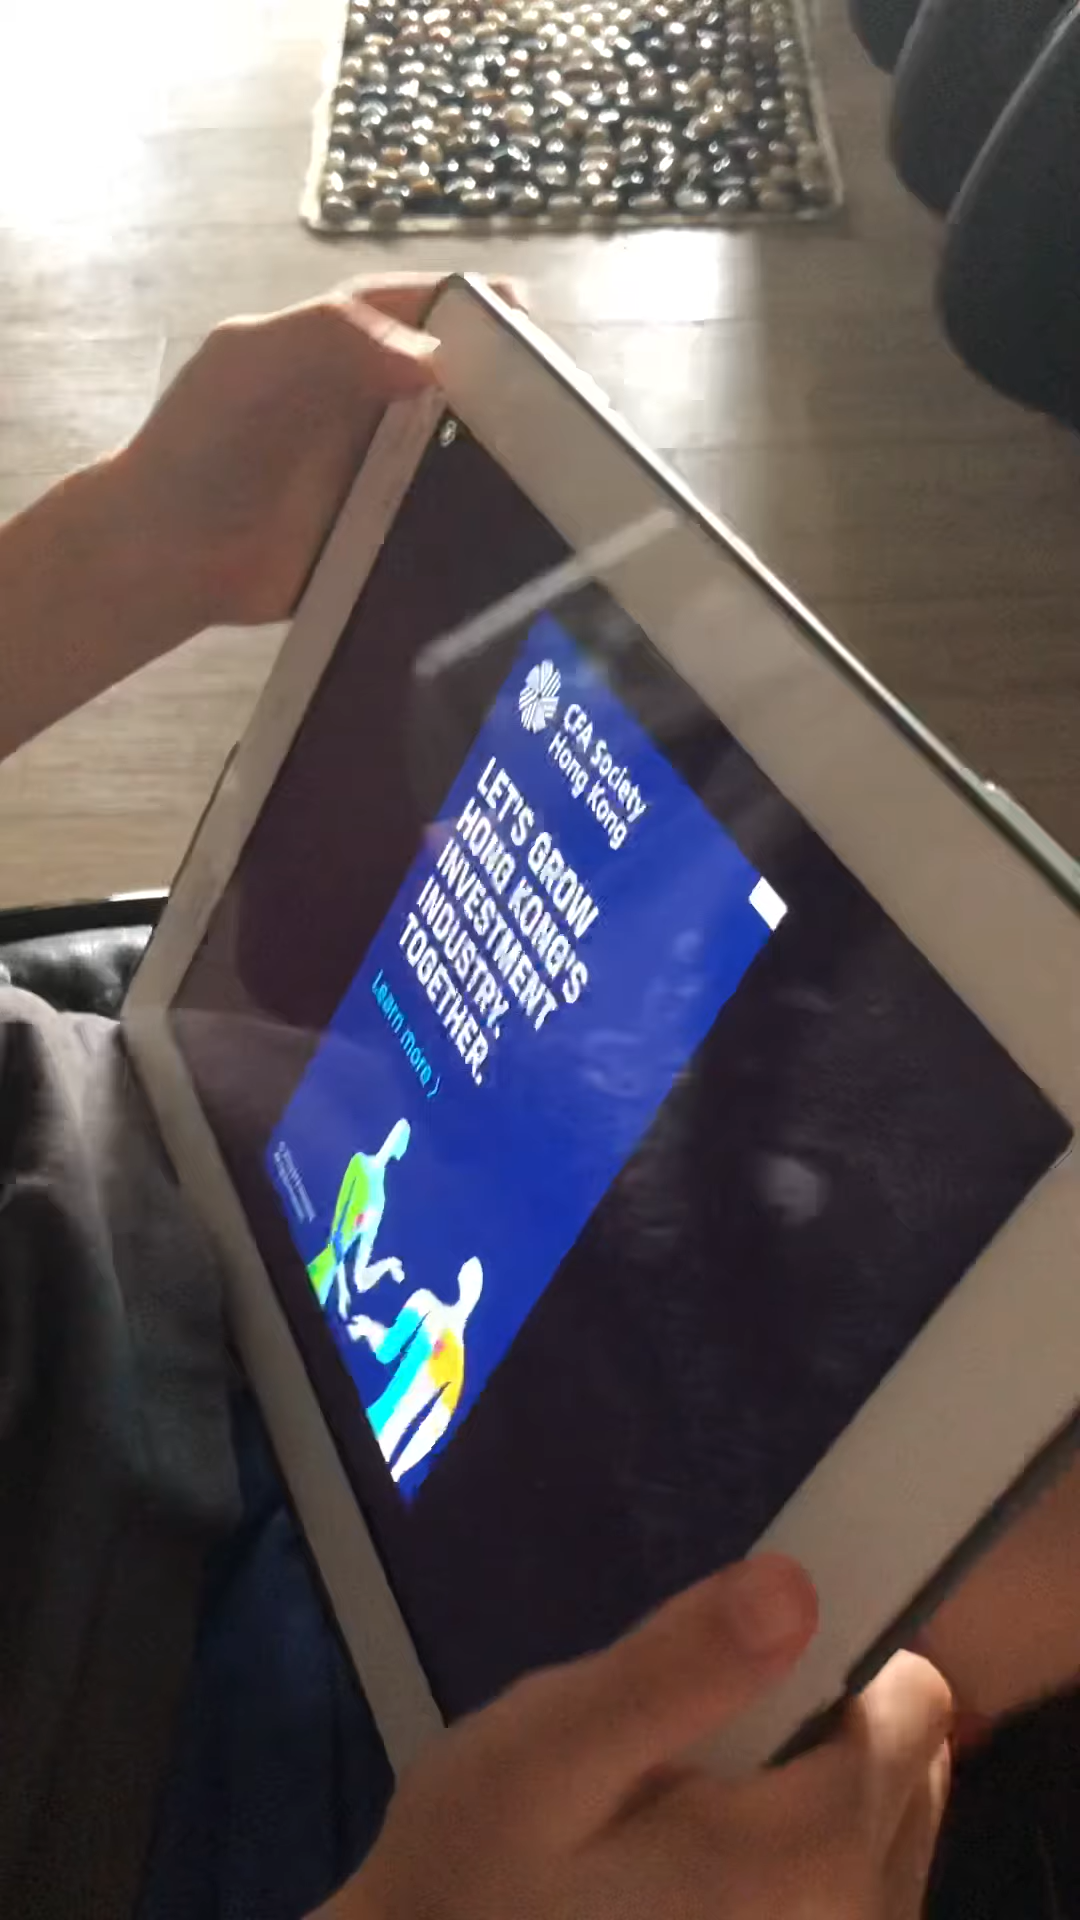 CFA Society
Hong Kong
LET'S GROW
HONG KONG'S
INVESTMENT
INDUSTRY.
TOGETHER.
Learn more ›